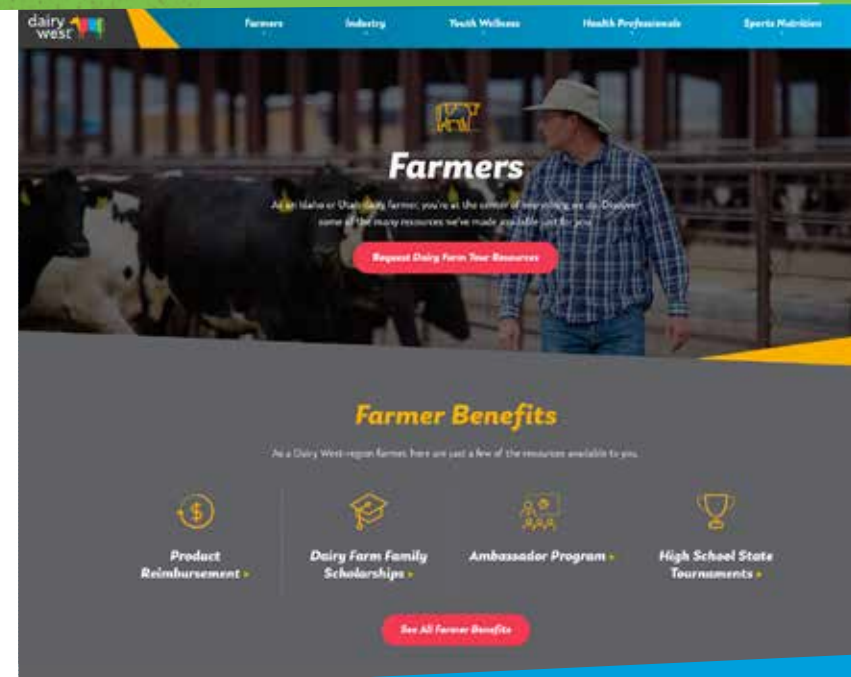 dairy
west
Farmers
Industry
Youth Wellness
Health Professionals
Sports Nutrition
Farmers
As an Idaho or Utah dairy farmer, you're at the center of everything we do. Discover
some of the many resources we've made available just for you.
Request Dairy Farm Tour Resources
Farmer Benefits
As a Dairy West-region farmer, here are just a few of the resources available to you.
Product
Reimbursement
Dairy Farm Family
Scholarships
Ambassador Program
High School State
Tournaments
See All Farmer Benefits